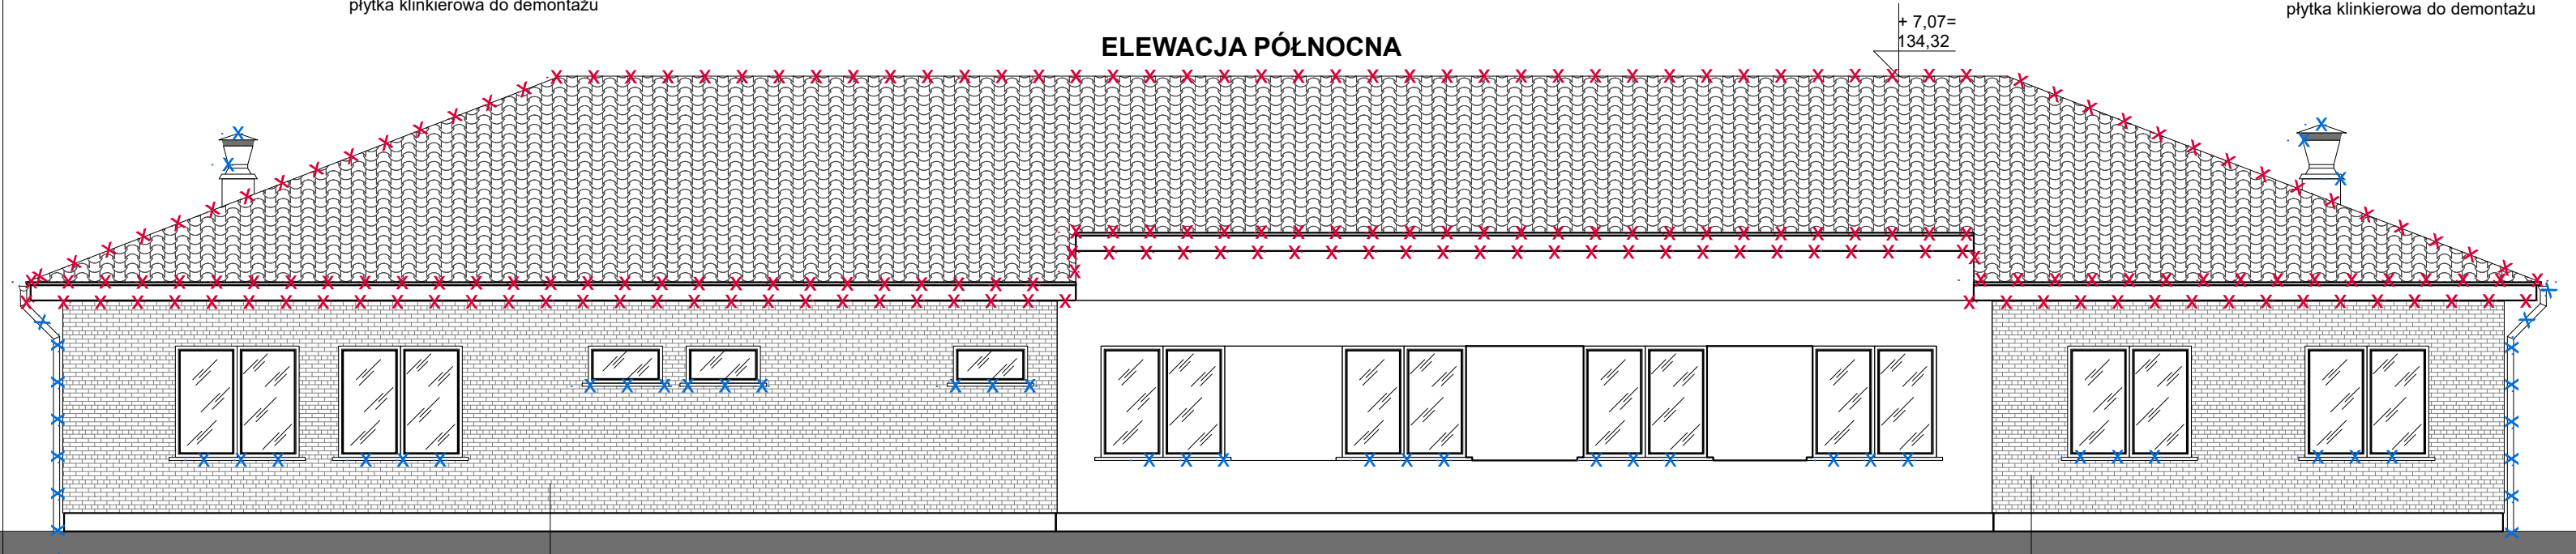 płytka klinkierowa do demontażu
płytka klinkierowa do demontażu
ELEWACJA PÓŁNOCNA
+ 7,07=
134,32